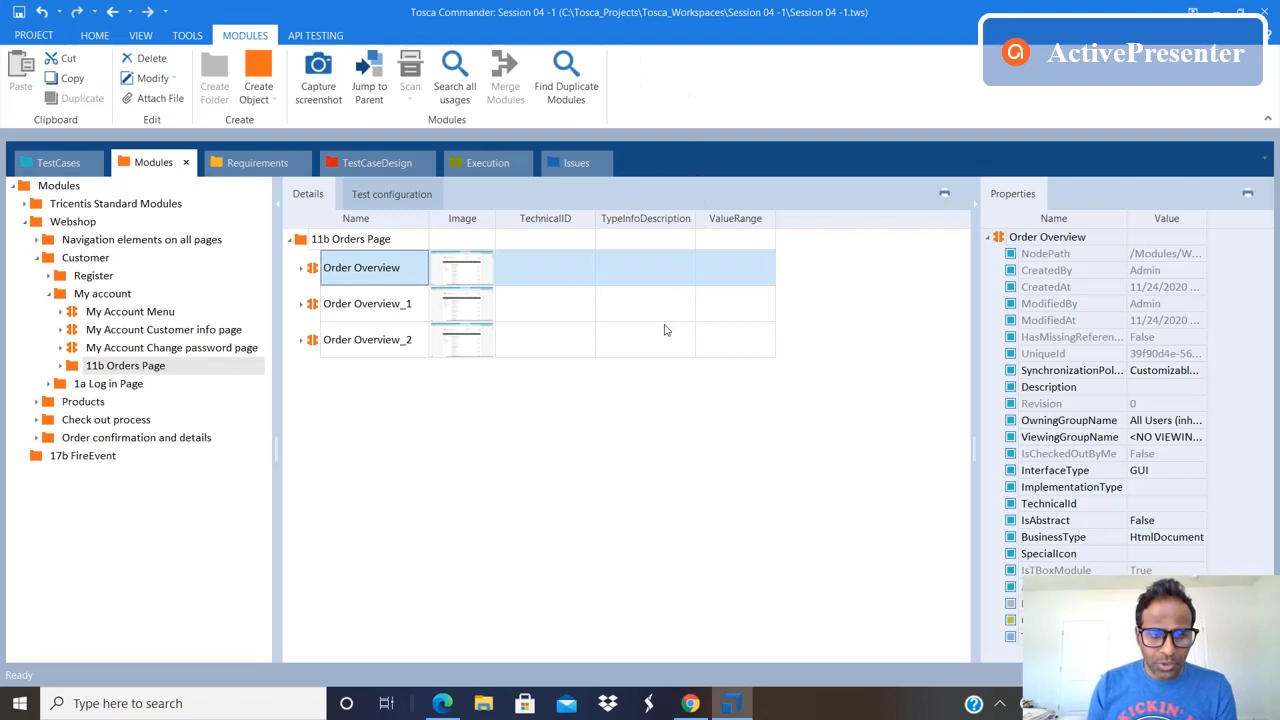 Tosca Commander: Session 04 -1 (C:\Tosca_Projects\Tosca_Workspaces\Session 04 -1\Session 04 -1.tws)
ActivePresenter
PROJECT HOME VIEW TOOLS MODULES API TESTING
Paste
Cut
Copy
Duplicate
Clipboard
Delete
Modify
Attach File
Edit
Create Folder
Create Object
Create
Capture screenshot
Jump to Parent
Scan
Search all usages
Merge Modules
Find Duplicate Modules
Modules
TestCases Modules x Requirements TestCaseDesign Execution Issues
Modules
Tricentis Standard Modules
Webshop
Navigation elements on all pages
Customer
Register
My account
My Account Menu
My Account Customer info page
My Account Change password page
11b Orders Page
1a Log in Page
Products
Check out process
Order confirmation and details
17b FireEvent
Details Test configuration
Name Image TechnicalID TypeInfoDescription ValueRange
11b Orders Page
Order Overview
Order Overview_1
Order Overview_2
Properties
Name Value
Order Overview
NodePath /Modules/W...
CreatedBy Admin
CreatedAt 11/24/2020 ...
ModifiedBy Admin
ModifiedAt 11/24/2020 ...
HasMissingReferen... False
UniqueId 39f90d4e-56...
SynchronizationPol... Customizabl...
Description
Revision 0
OwningGroupName All Users (inh...
ViewingGroupName <NO VIEWIN...
IsCheckedOutByMe False
InterfaceType GUI
ImplementationType
TechnicalId
IsAbstract False
BusinessType HtmlDocument
SpecialIcon
IsTBoxModule True
Ready
Type here to search